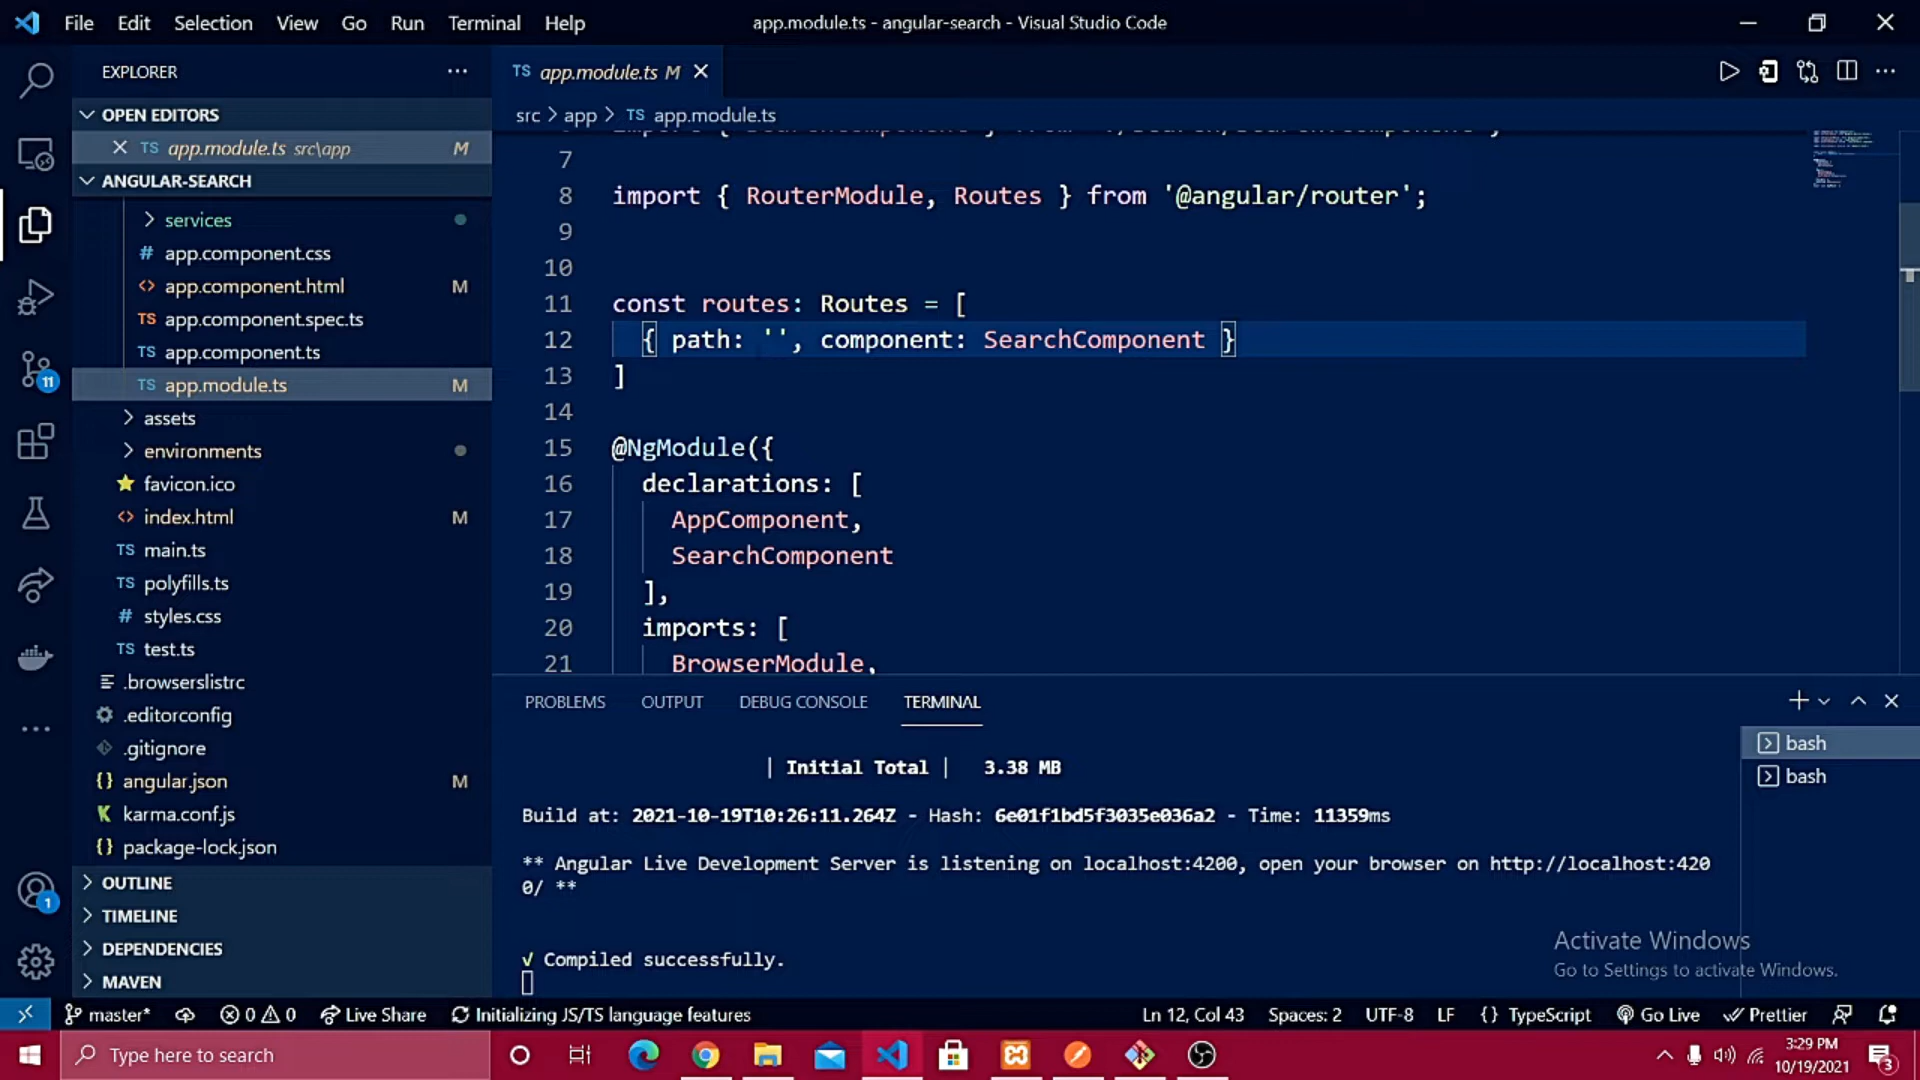 File Edit Selection View Go Run Terminal Help
app.module.ts - angular-search - Visual Studio Code
EXPLORER
OPEN EDITORS
TS app.module.ts src\app M
ANGULAR-SEARCH
services
# app.component.css
<> app.component.html M
TS app.component.spec.ts
TS app.component.ts
TS app.module.ts M
assets
environments
favicon.ico
<> index.html M
TS main.ts
TS polyfills.ts
# styles.css
TS test.ts
.browserslistrc
.editorconfig
.gitignore
{} angular.json M
K karma.conf.js
{} package-lock.json
OUTLINE
TIMELINE
DEPENDENCIES
MAVEN
11
1
TS app.module.ts M
src > app > TS app.module.ts
7
8 import { RouterModule, Routes } from '@angular/router';
9
10
11 const routes: Routes = [
12 { path: '', component: SearchComponent }
13 ]
14
15 @NgModule({
16 declarations: [
17 AppComponent,
18 SearchComponent
19 ],
20 imports: [
21 BrowserModule,
PROBLEMS OUTPUT DEBUG CONSOLE TERMINAL
bash
bash
| Initial Total | 3.38 MB
Build at: 2021-10-19T10:26:11.264Z - Hash: 6e01f1bd5f3035e036a2 - Time: 11359ms
** Angular Live Development Server is listening on localhost:4200, open your browser on http://localhost:420
0/ **
√ Compiled successfully.
Activate Windows
Go to Settings to activate Windows.
master* 0 0 Live Share Initializing JS/TS language features
Ln 12, Col 43 Spaces: 2 UTF-8 LF {} TypeScript Go Live Prettier
Type here to search
3:29 PM
10/19/2021
3